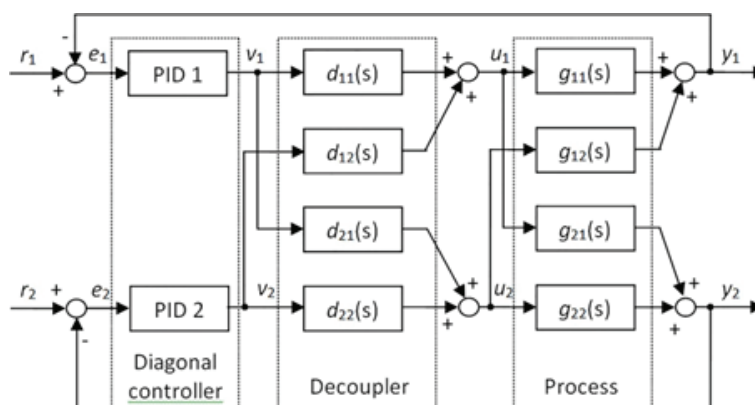 -
r1 e1 PID 1 v1 d11(s) + u1 g11(s) + y1
+ + +
d12(s) g12(s)
d21(s) g21(s)
r2 + e2 PID 2 v2 d22(s) + u2 g22(s) + y2
- + +
Diagonal
controller
Decoupler
Process